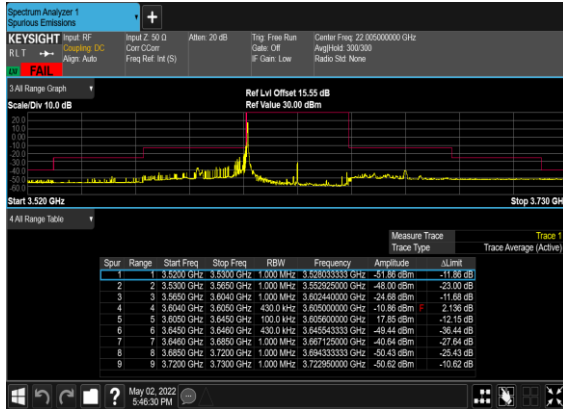 Spectrum Analyzer 1
Spurious Emissions
KEYSIGHT Input: RF Input Z: 50 Ω Atten: 20 dB Trig: Free Run Center Freq: 22.005000000 GHz
RLT Coupling: DC Corr CCorr Gate: Off Avg|Hold: 300/300
Align: Auto Freq Ref: Int (S) IF Gain: Low Radio Std: None
LV FAIL
3 All Range Graph Ref Lvl Offset 15.55 dB
Scale/Div 10.0 dB Ref Value 30.00 dBm
20.0
10.0
0.00
-10.0
-20.0
-30.0
-40.0
-50.0
-60.0
Start 3.520 GHz Stop 3.730 GH
4 All Range Table
Measure Trace Trace 1
Trace Type Trace Average (Active)
Spur Range Start Freq Stop Freq RBW Frequency Amplitude ΔLimit
1 1 3.5200 GHz 3.5300 GHz 1.000 MHz 3.528033333 GHz -51.86 dBm -11.86 dB
2 2 3.5300 GHz 3.5650 GHz 1.000 MHz 3.552925000 GHz -48.00 dBm -23.00 dB
3 3 3.5650 GHz 3.6040 GHz 1.000 MHz 3.602440000 GHz -24.68 dBm -11.68 dB
4 4 3.6040 GHz 3.6050 GHz 430.0 kHz 3.605000000 GHz -10.86 dBm F 2.136 dB
5 5 3.6050 GHz 3.6450 GHz 100.0 kHz 3.605600000 GHz 17.85 dBm -12.15 dB
6 6 3.6450 GHz 3.6460 GHz 430.0 kHz 3.645543333 GHz -49.44 dBm -36.44 dB
7 7 3.6460 GHz 3.6850 GHz 1.000 MHz 3.667125000 GHz -40.64 dBm -27.64 dB
8 8 3.6850 GHz 3.7200 GHz 1.000 MHz 3.694333333 GHz -50.43 dBm -25.43 dB
9 9 3.7200 GHz 3.7300 GHz 1.000 MHz 3.722950000 GHz -50.62 dBm -10.62 dB
May 02, 2022
5:46:30 PM